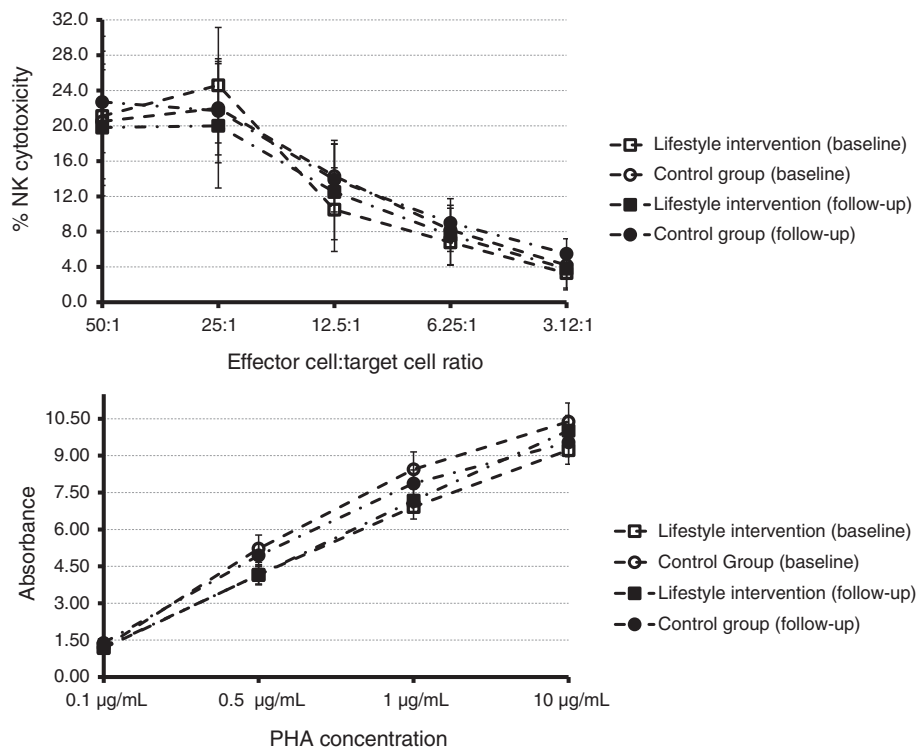 32.0
28.0
24.0
20.0
16.0
12.0
8.0
4.0
0.0
% NK cytotoxicity
50:1 25:1 12.5:1 6.25:1 3.12:1
Effector cell:target cell ratio
Lifestyle intervention (baseline)
Control group (baseline)
Lifestyle intervention (follow-up)
Control group (follow-up)
10.50
9.00
7.50
6.00
4.50
3.00
1.50
0.00
Absorbance
0.1 µg/mL 0.5 µg/mL 1 µg/mL 10 µg/mL
PHA concentration
Lifestyle intervention (baseline)
Control Group (baseline)
Lifestyle intervention (follow-up)
Control group (follow-up)